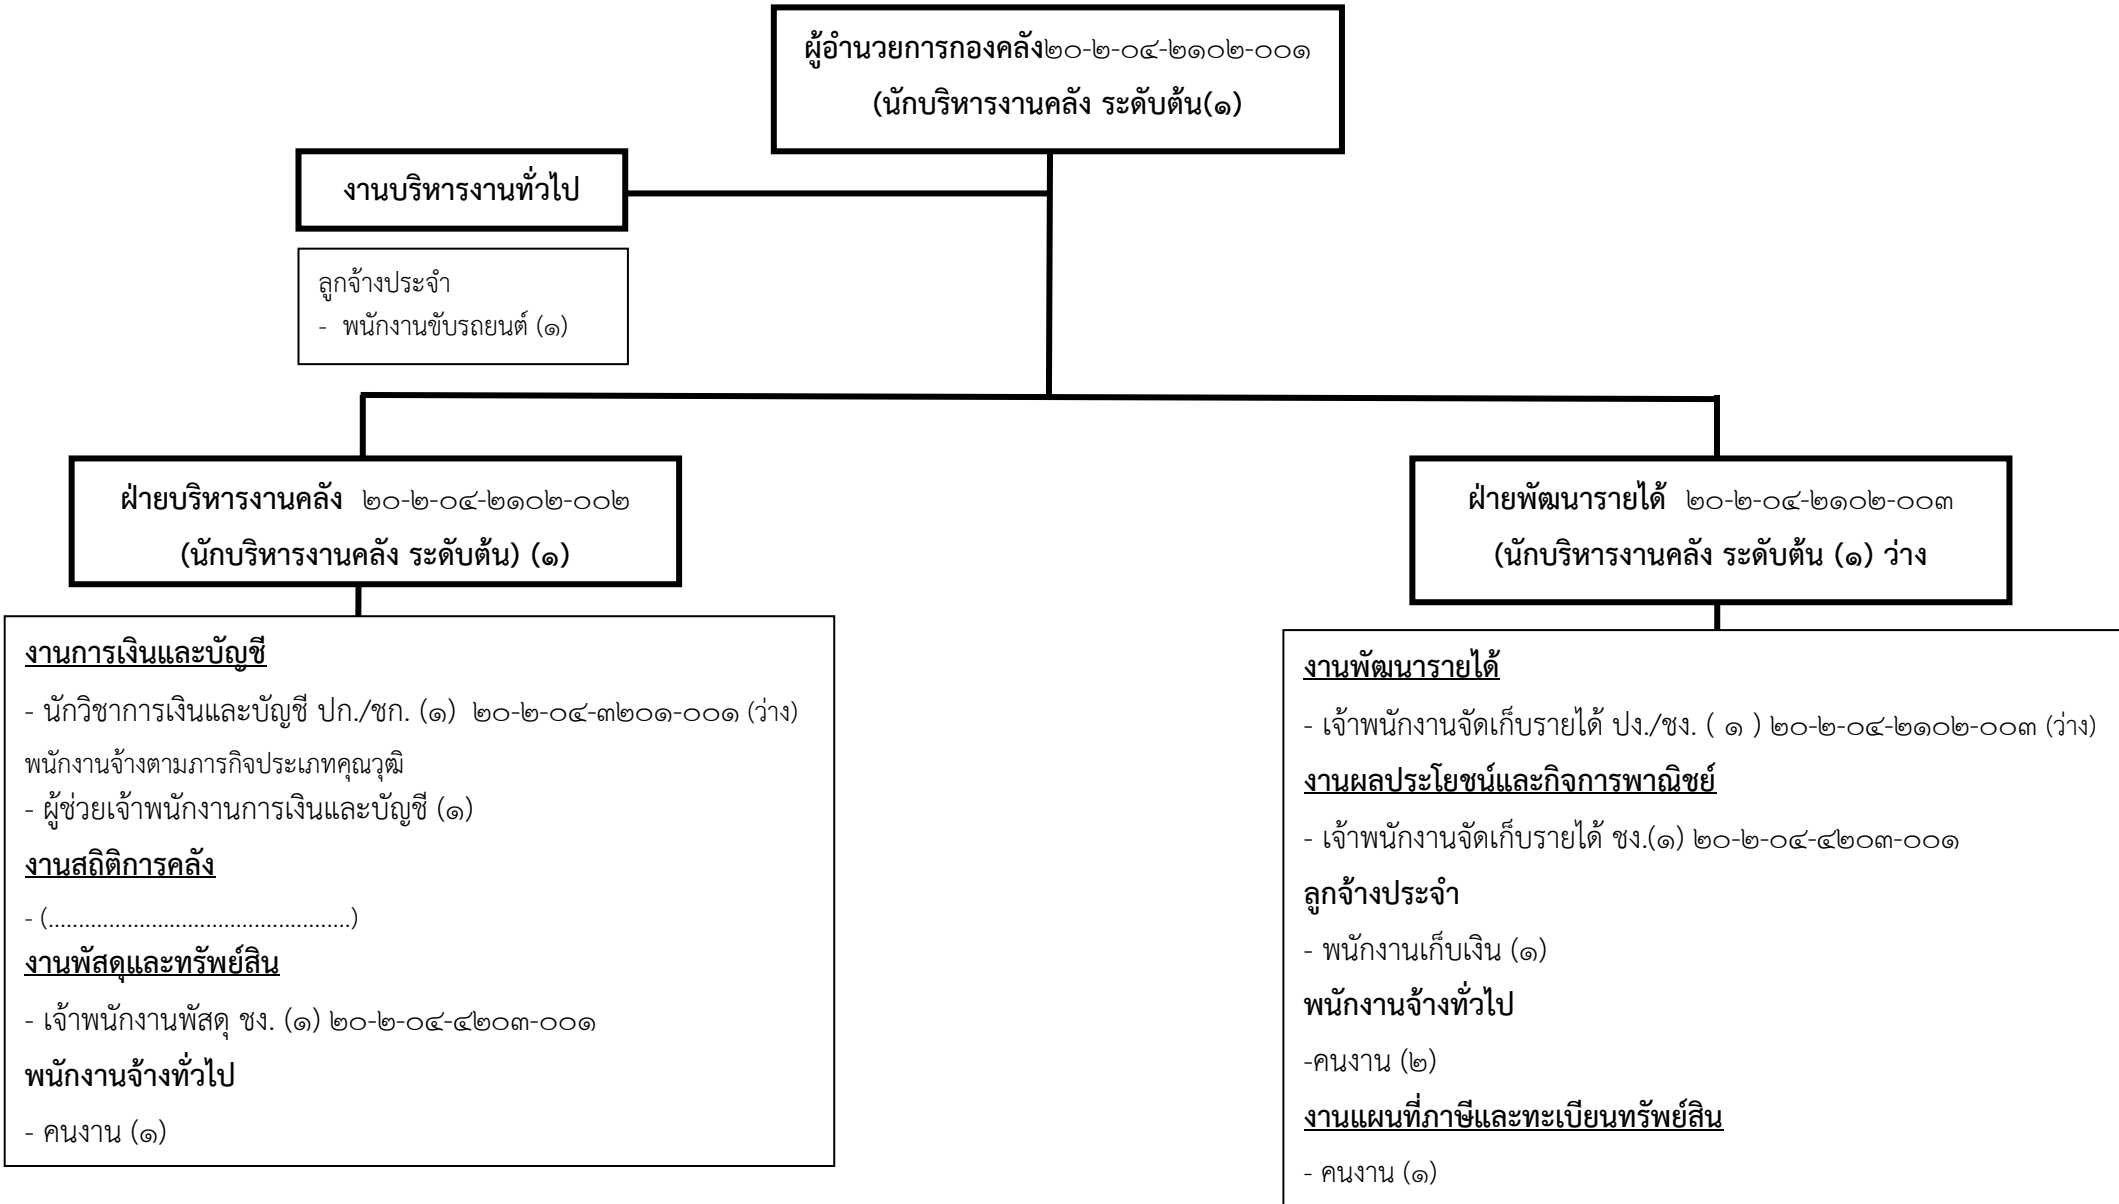 ผู้อำนวยการกองคลัง๒๐-๒-๐๔-๒๑๐๒-๐๐๑
(นักบริหารงานคลัง ระดับต้น(๑)
งานบริหารงานทั่วไป
ลูกจ้างประจำ
- พนักงานขับรถยนต์ (๑)
ฝ่ายบริหารงานคลัง ๒๐-๒-๐๔-๒๑๐๒-๐๐๒
(นักบริหารงานคลัง ระดับต้น) (๑)
งานการเงินและบัญชี
- นักวิชาการเงินและบัญชี ปก./ชก. (๑) ๒๐-๒-๐๔-๓๒๐๑-๐๐๑ (ว่าง)
พนักงานจ้างตามภารกิจประเภทคุณวุฒิ
- ผู้ช่วยเจ้าพนักงานการเงินและบัญชี (๑)
งานสถิติการคลัง
- (..................................................)
งานพัสดุและทรัพย์สิน
- เจ้าพนักงานพัสดุ ชง. (๑) ๒๐-๒-๐๔-๔๒๐๓-๐๐๑
พนักงานจ้างทั่วไป
- คนงาน (๑)
ฝ่ายพัฒนารายได้ ๒๐-๒-๐๔-๒๑๐๒-๐๐๓
(นักบริหารงานคลัง ระดับต้น (๑) ว่าง
งานพัฒนารายได้
- เจ้าพนักงานจัดเก็บรายได้ ปง./ชง. ( ๑ ) ๒๐-๒-๐๔-๒๑๐๒-๐๐๓ (ว่าง)
งานผลประโยชน์และกิจการพาณิชย์
- เจ้าพนักงานจัดเก็บรายได้ ชง.(๑) ๒๐-๒-๐๔-๔๒๐๓-๐๐๑
ลูกจ้างประจำ
- พนักงานเก็บเงิน (๑)
พนักงานจ้างทั่วไป
-คนงาน (๒)
งานแผนที่ภาษีและทะเบียนทรัพย์สิน
- คนงาน (๑)